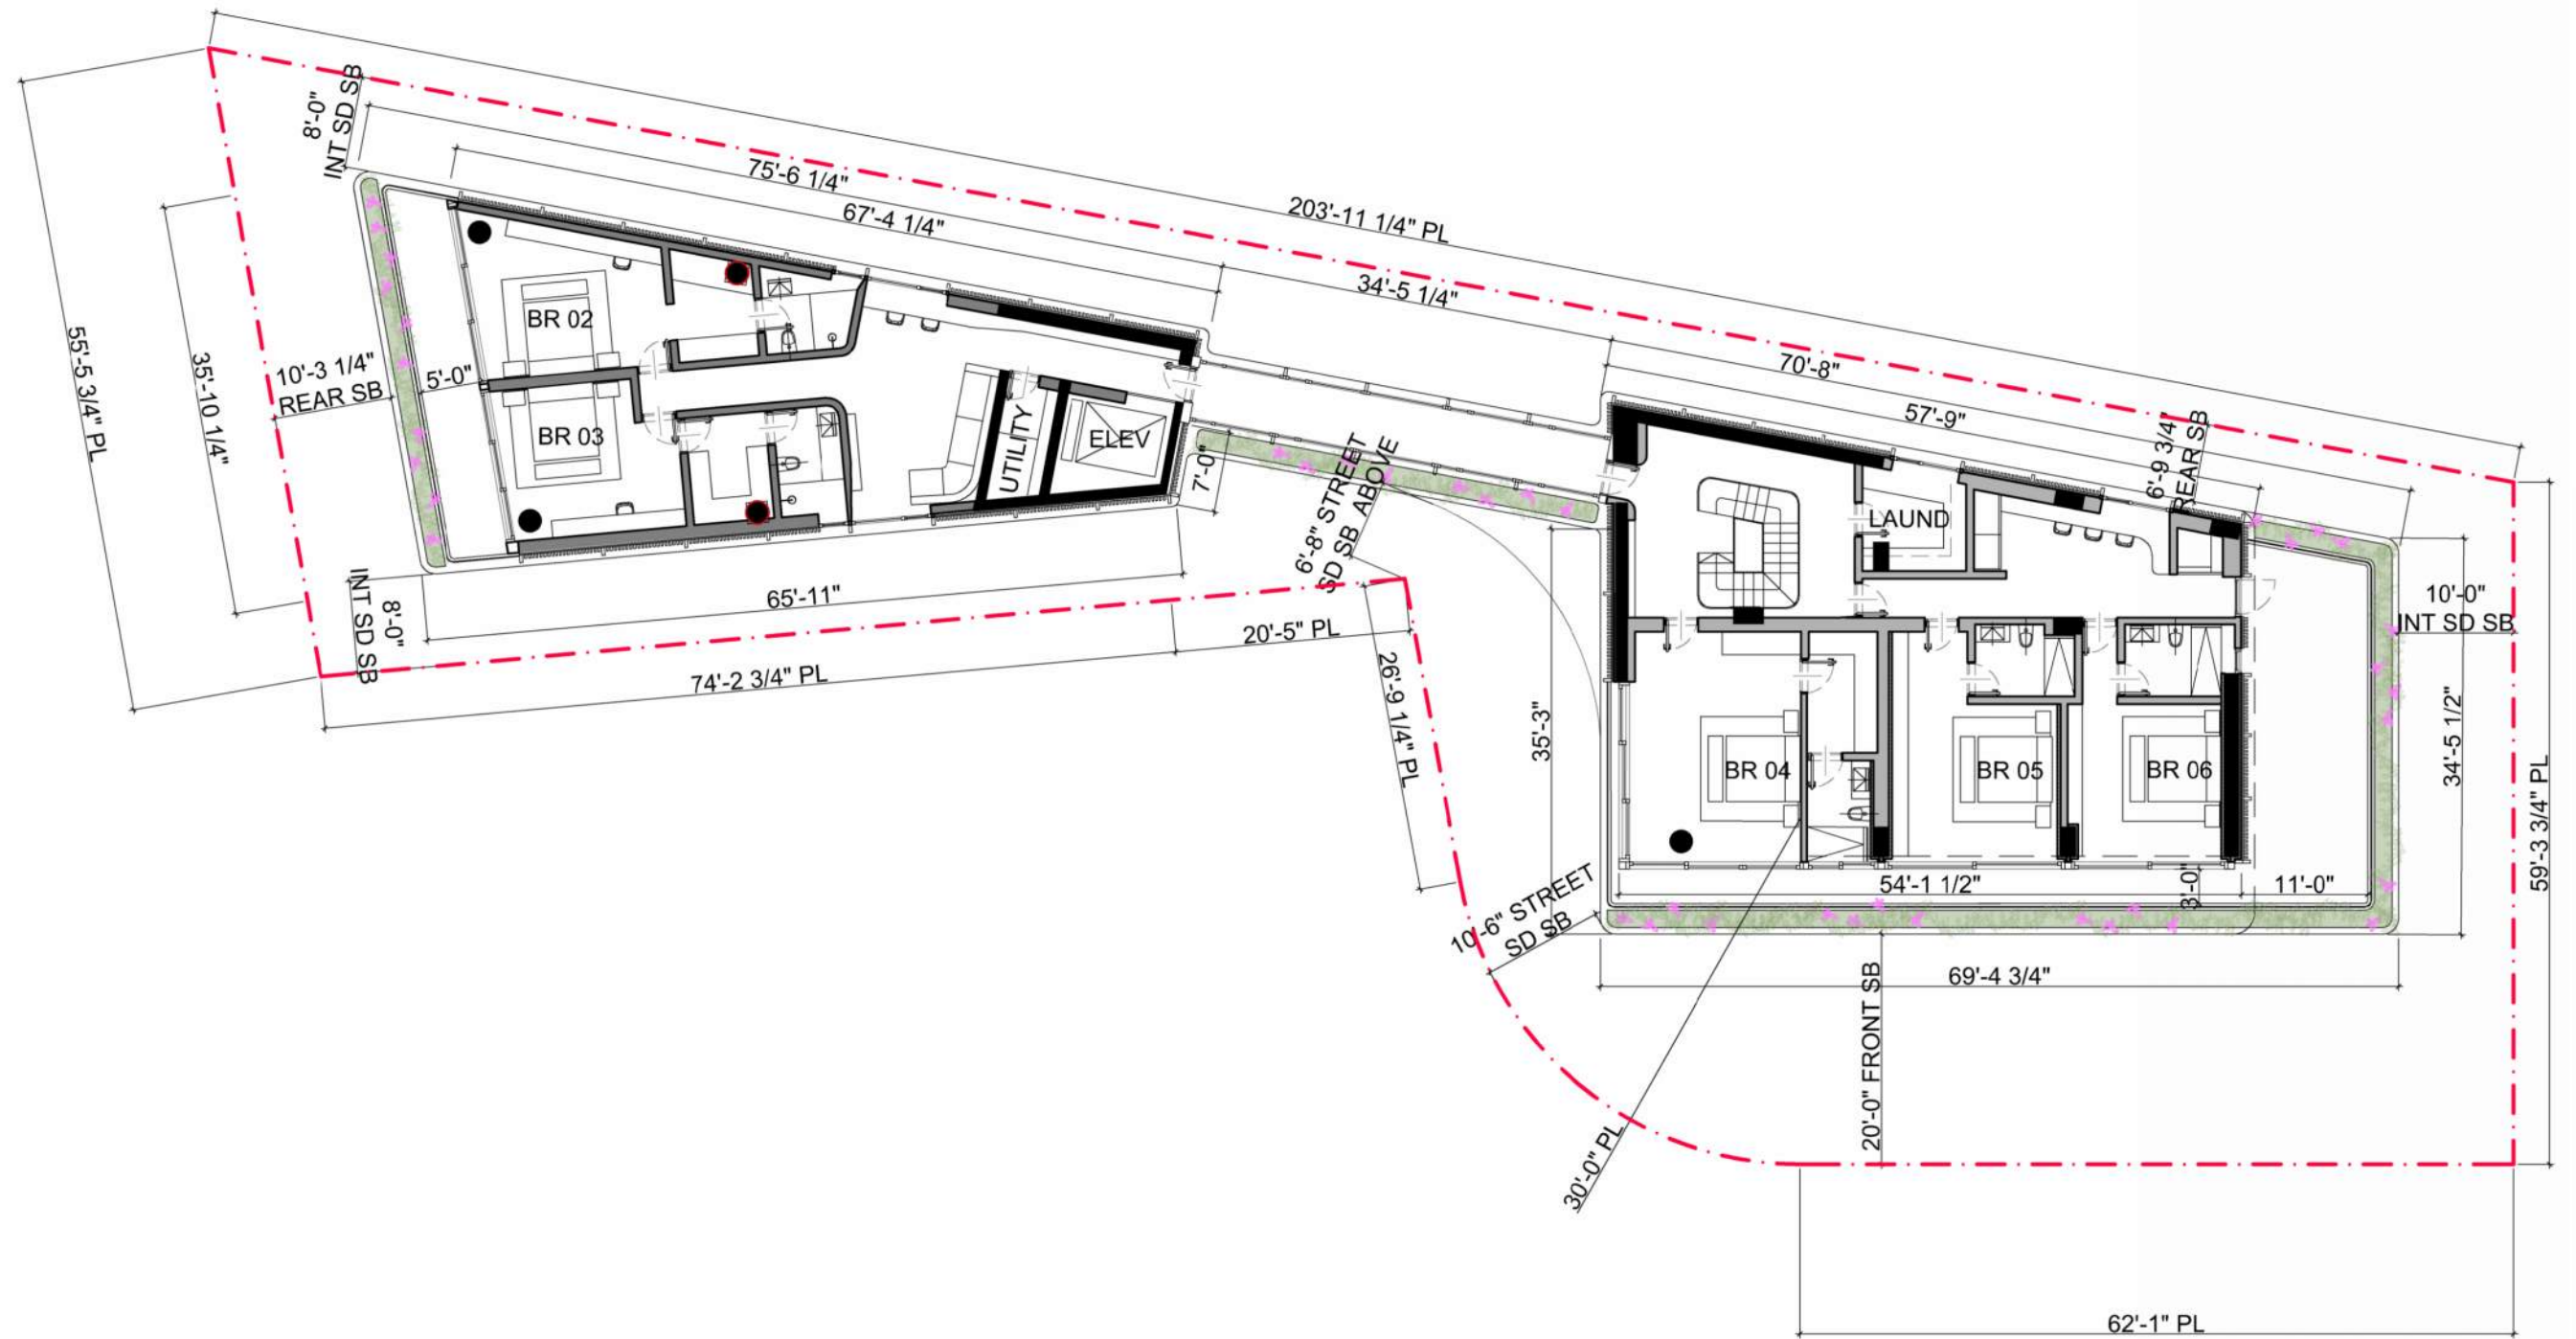 8'-0"
INT SD SB
75'-6 1/4"
67'-4 1/4"
203'-11 1/4" PL
34'-5 1/4"
70'-8"
57'-9"
6'-9 3/4"
REAR SB
55'-5 3/4" PL
35'-10 1/4"
10'-3 1/4"
REAR SB
5'-0"
BR 02
BR 03
UTILITY
ELEV
7'-0"
6'-8" STREET
SD SB ABOVE
LAUND
INT SD SB
8'-0"
65'-11"
20'-5" PL
74'-2 3/4" PL
26'-9 1/4" PL
35'-3"
10'-0"
INT SD SB
34'-5 1/2"
59'-3 3/4" PL
BR 04
BR 05
BR 06
54'-1 1/2"
3'-0"
11'-0"
10'-6" STREET
SD SB
69'-4 3/4"
20'-0" FRONT SB
30'-0" PL
62'-1" PL